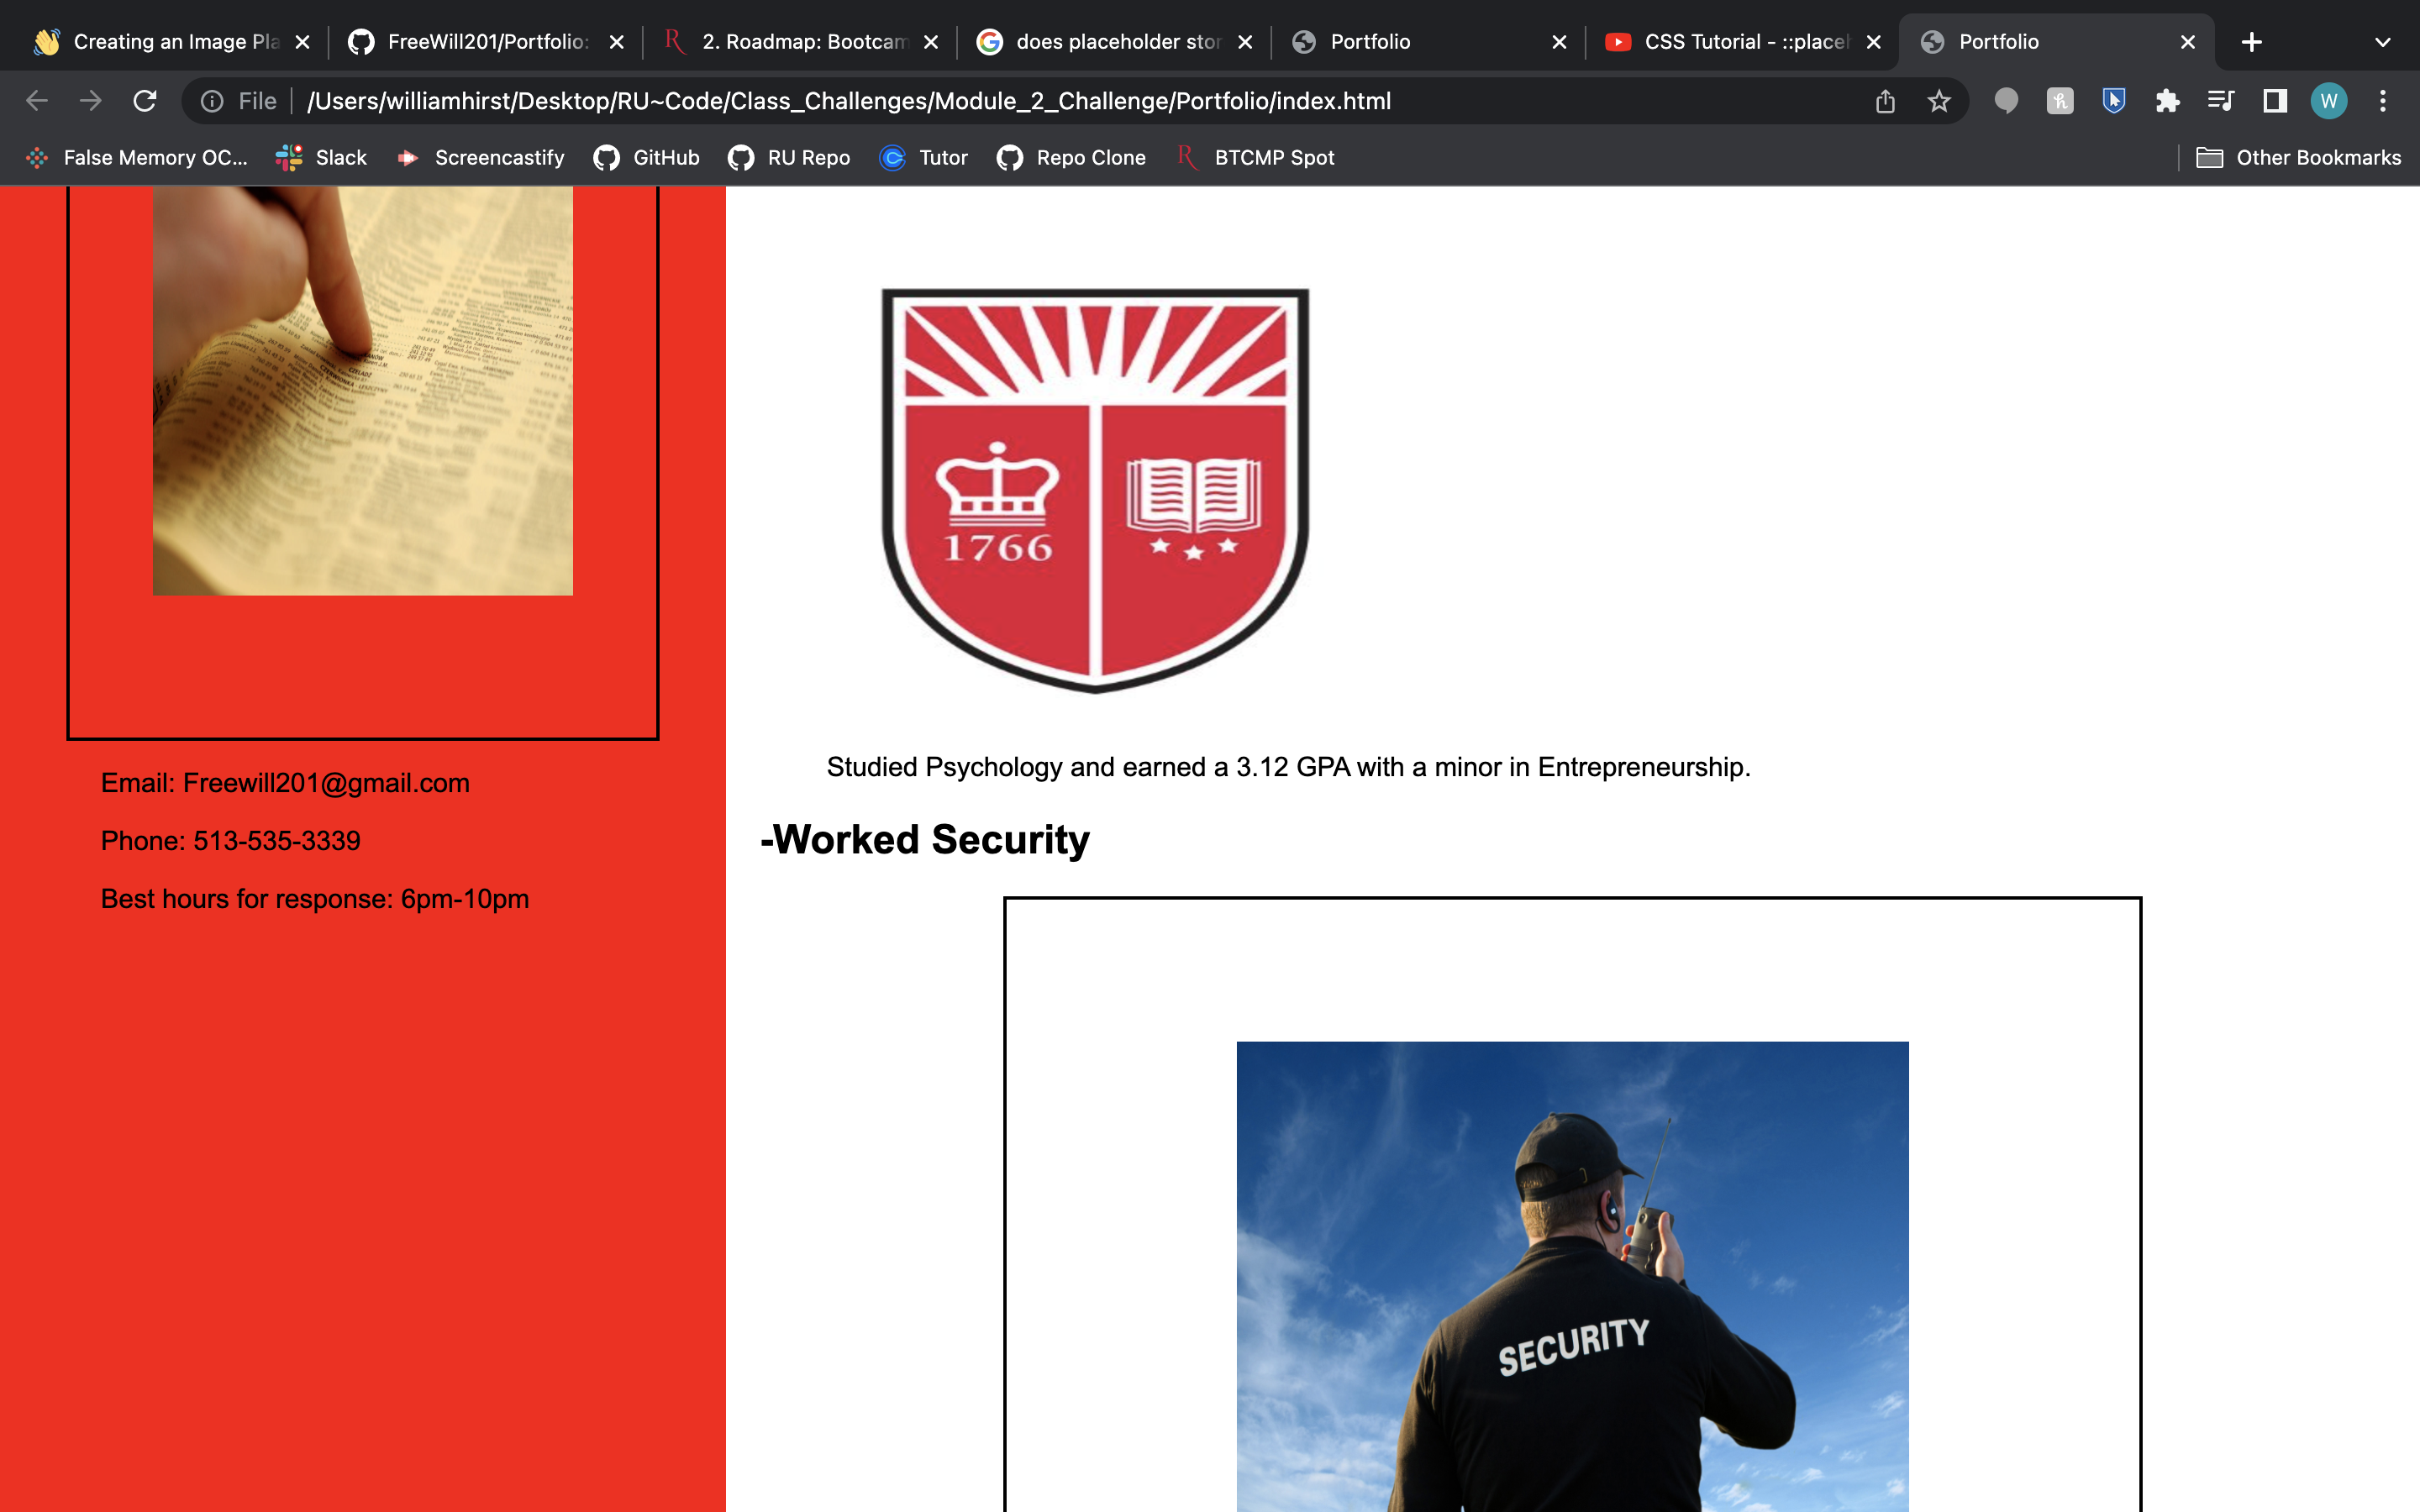 Creating an Image Pla
FreeWill201/Portfolio:
2. Roadmap: Bootcam
does placeholder stor
Portfolio
CSS Tutorial - ::placeh
Portfolio
File
/Users/williamhirst/Desktop/RU~Code/Class_Challenges/Module_2_Challenge/Portfolio/index.html
W
False Memory OC...
Slack
Screencastify
GitHub
RU Repo
Tutor
Repo Clone
BTCMP Spot
Other Bookmarks
Email: Freewill201@gmail.com
Phone: 513-535-3339
Best hours for response: 6pm-10pm
1766
Studied Psychology and earned a 3.12 GPA with a minor in Entrepreneurship.
-Worked Security
SECURITY